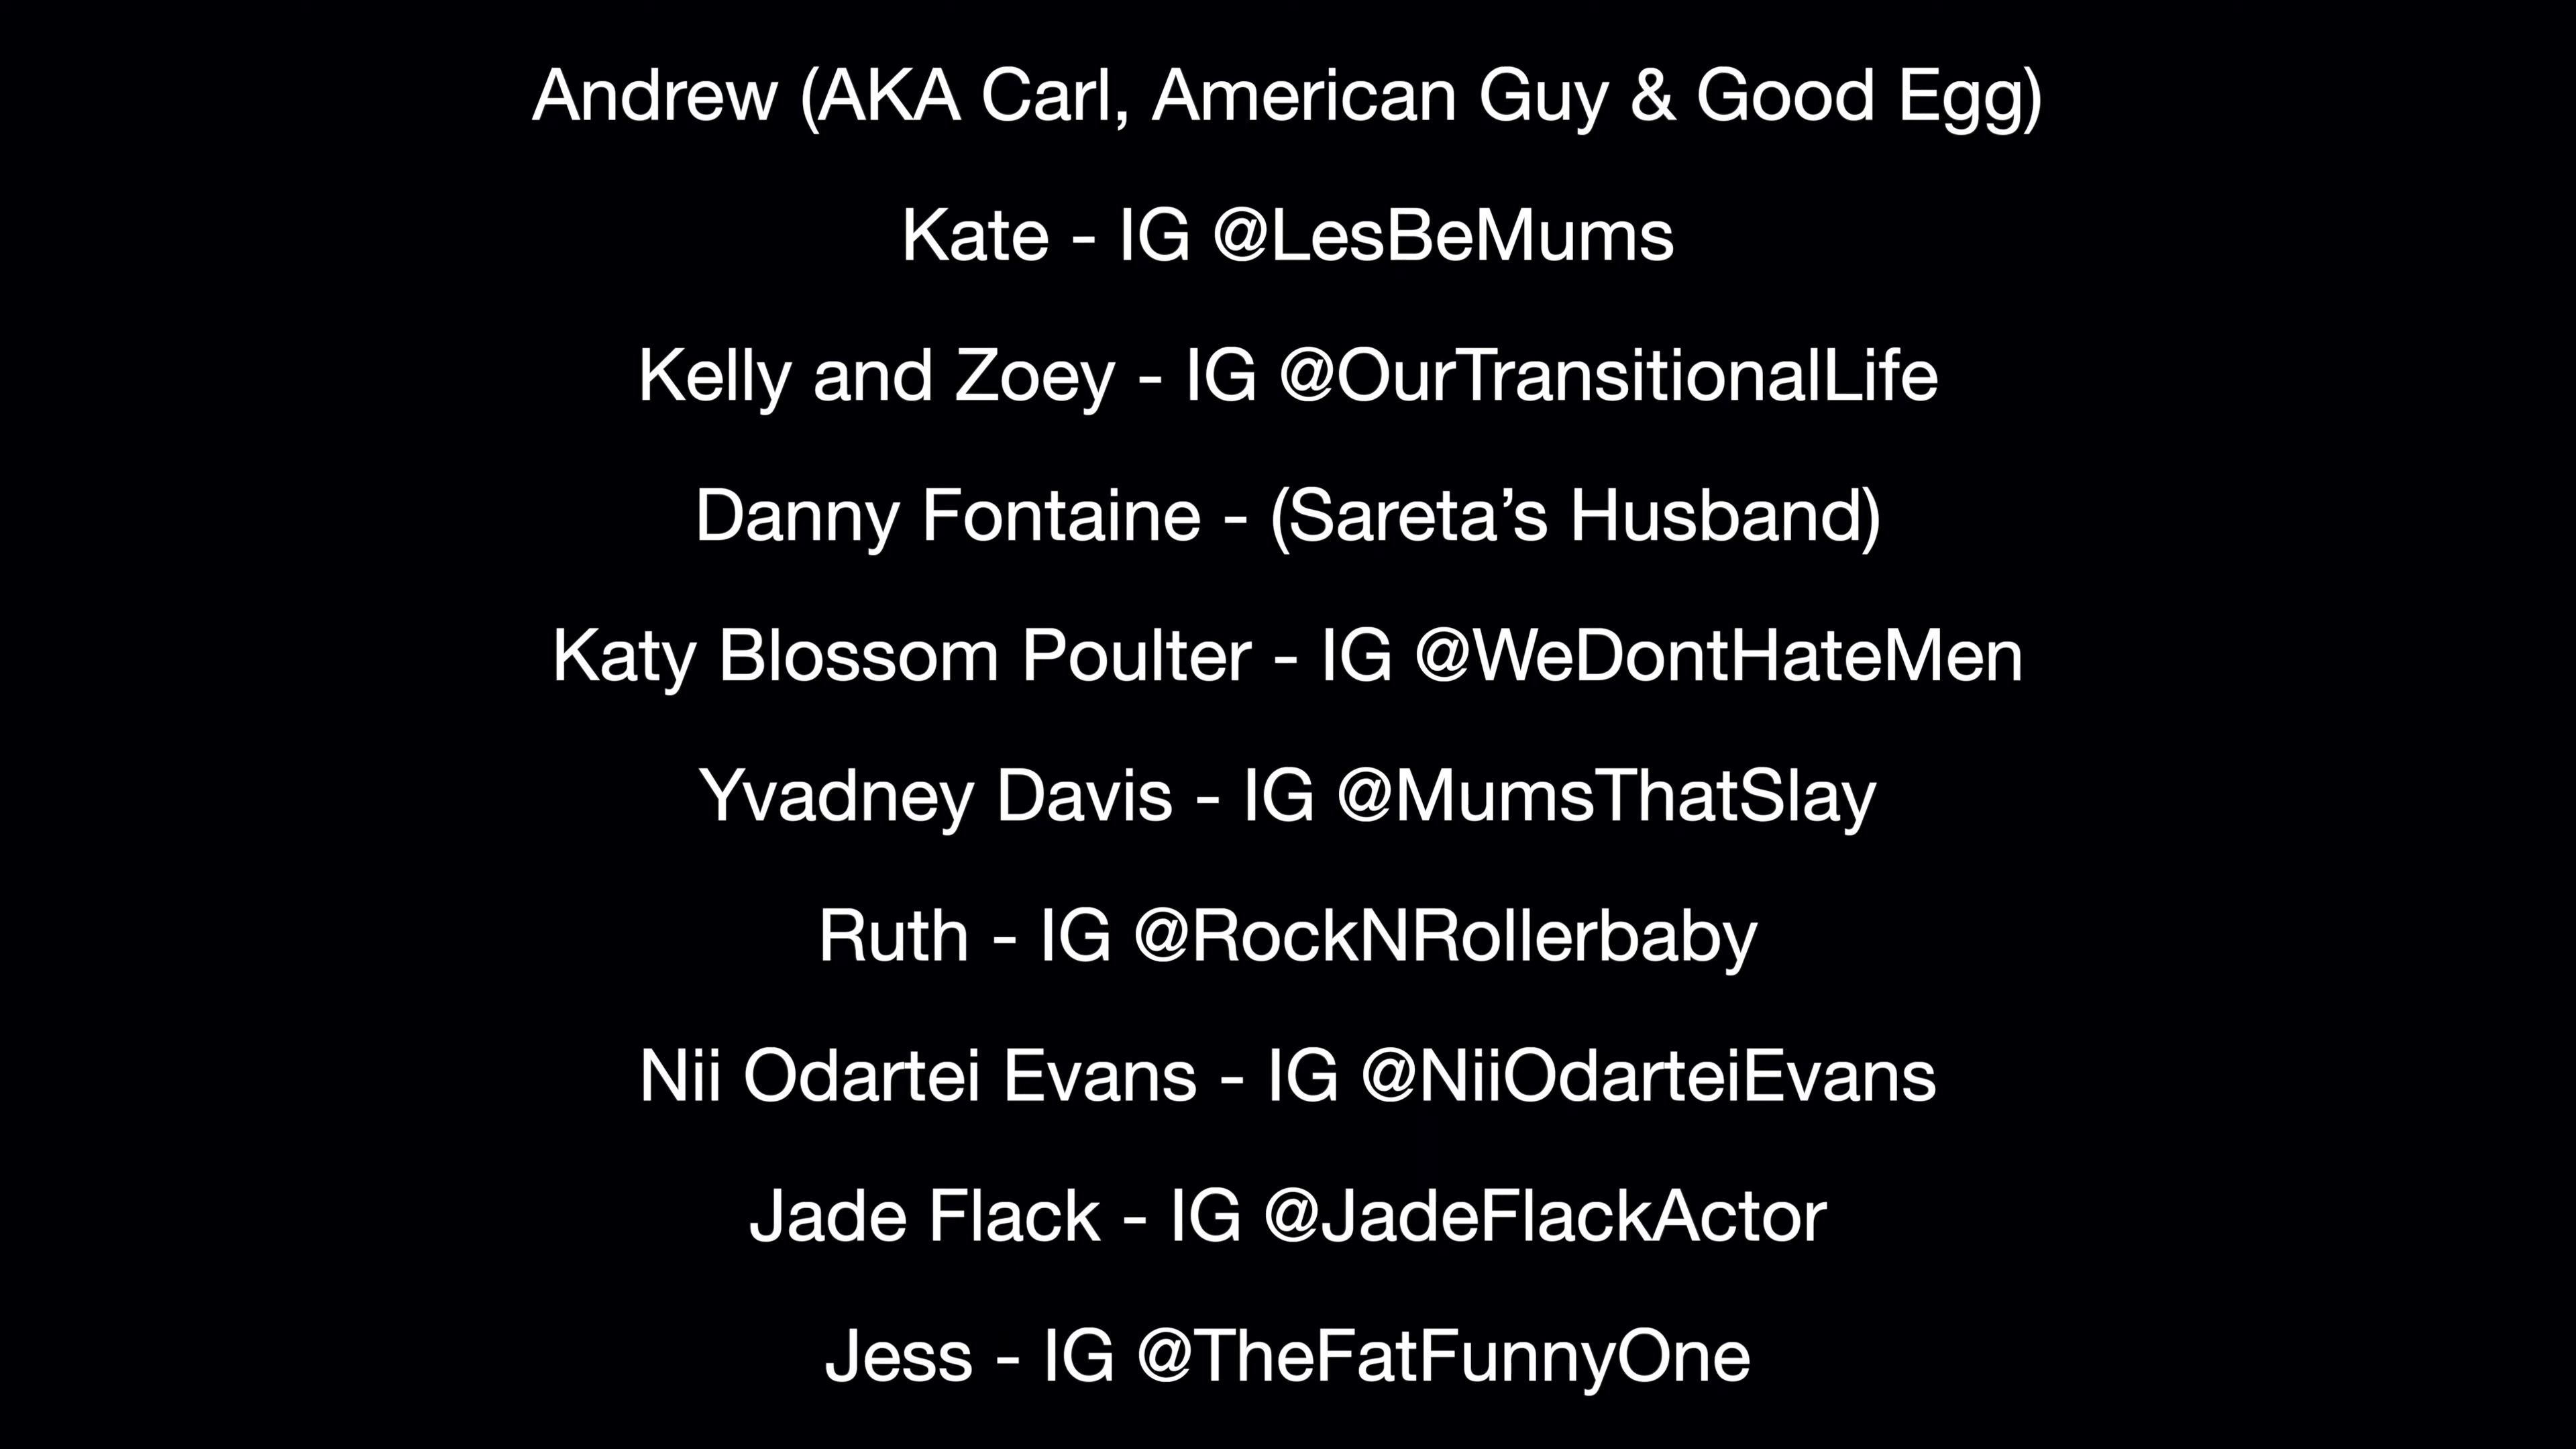 Andrew (AKA Carl, American Guy & Good Egg)
Kate - IG @LesBeMums
Kelly and Zoey - IG @OurTransitionalLife
Danny Fontaine - (Sareta’s Husband)
Katy Blossom Poulter - IG @WeDontHateMen
Yvadney Davis - IG @MumsThatSlay
Ruth - IG @RockNRollerbaby
Nii Odartei Evans - IG @NiiOdarteiEvans
Jade Flack - IG @JadeFlackActor
Jess - IG @TheFatFunnyOne